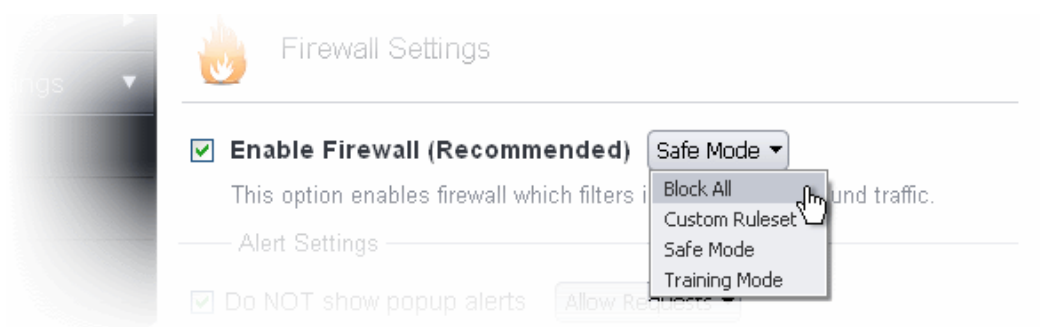 Firewall Settings
ngs
Enable Firewall (Recommended) Safe Mode
This option enables firewall which filters i und traffic.
Block All
Custom Ruleset
Safe Mode
Training Mode
Alert Settings
Do NOT show popup alerts Allow Requests